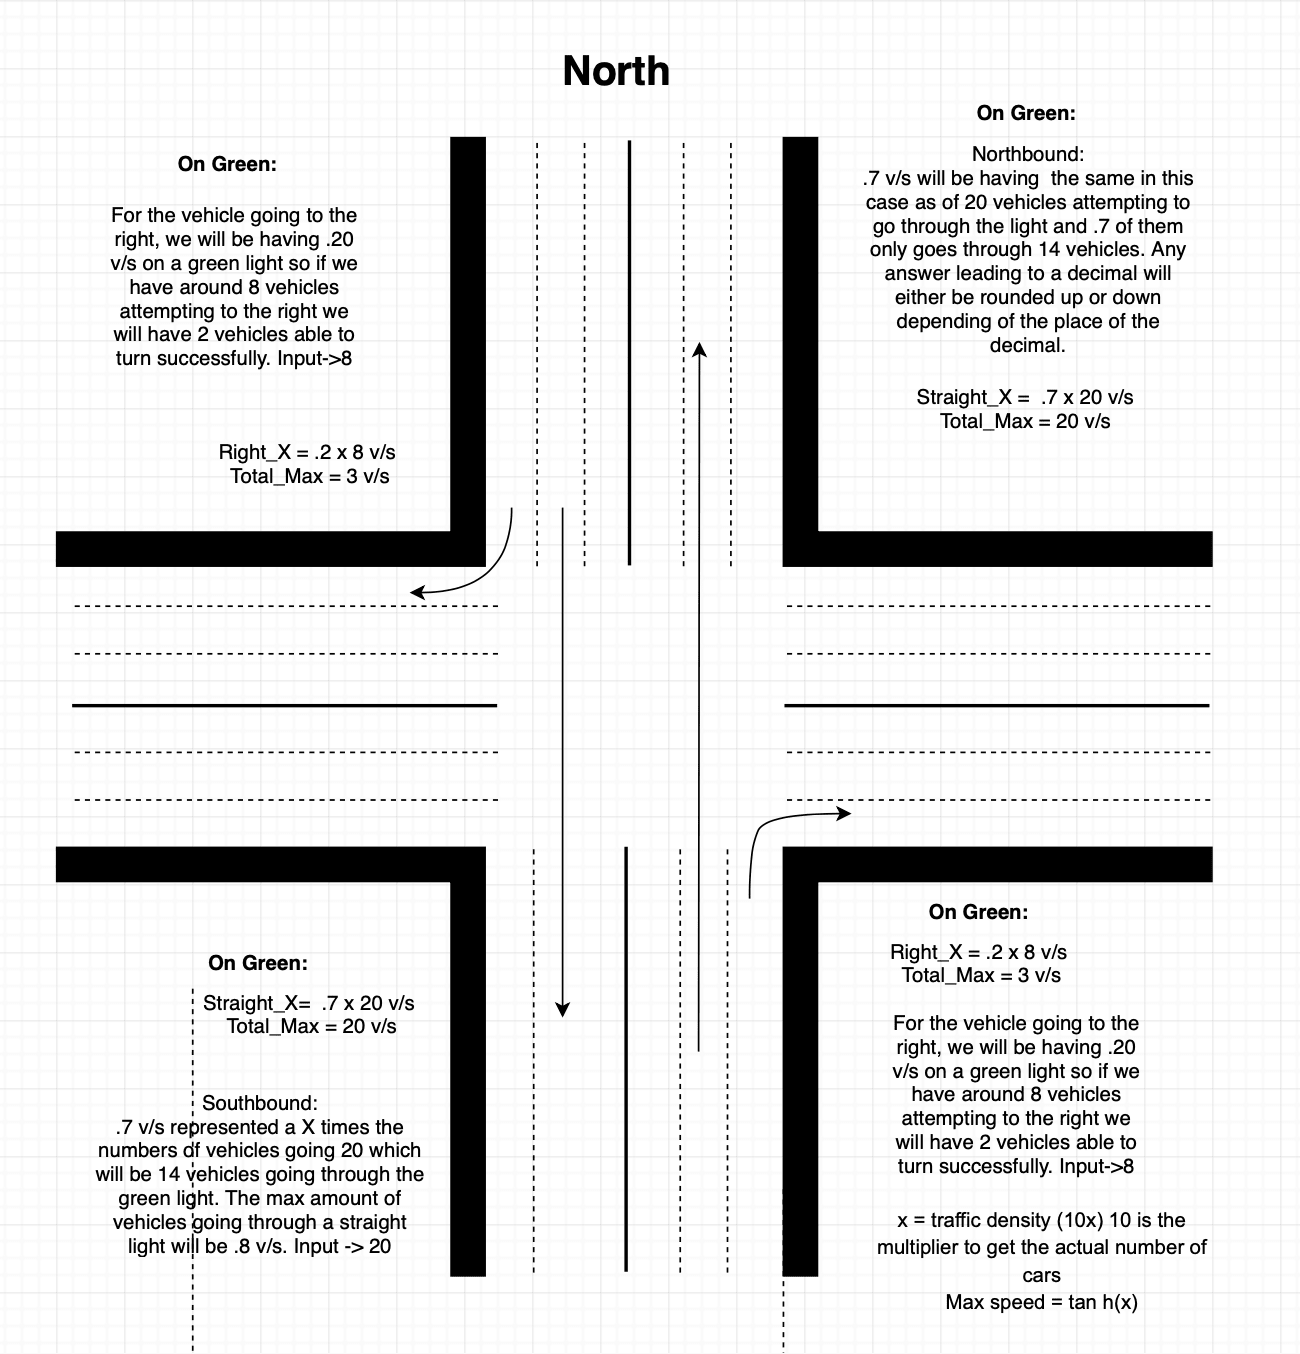 North
On Green:
For the vehicle going to the
right, we will be having .20
v/s on a green light so if we
have around 8 vehicles
attempting to the right we
will have 2 vehicles able to
turn successfully. Input->8
Right_X = .2 x 8 v/s
Total_Max = 3 v/s
On Green:
Northbound:
.7 v/s will be having  the same in this
case as of 20 vehicles attempting to
go through the light and .7 of them
only goes through 14 vehicles. Any
answer leading to a decimal will
either be rounded up or down
depending of the place of the
decimal.
Straight_X =  .7 x 20 v/s
Total_Max = 20 v/s
On Green:
Straight_X=  .7 x 20 v/s
Total_Max = 20 v/s
Southbound:
.7 v/s represented a X times the
numbers of vehicles going 20 which
will be 14 vehicles going through the
green light. The max amount of
vehicles going through a straight
light will be .8 v/s. Input -> 20
On Green:
Right_X = .2 x 8 v/s
Total_Max = 3 v/s
For the vehicle going to the
right, we will be having .20
v/s on a green light so if we
have around 8 vehicles
attempting to the right we
will have 2 vehicles able to
turn successfully. Input->8
x = traffic density (10x) 10 is the
multiplier to get the actual number of
cars
Max speed = tan h(x)